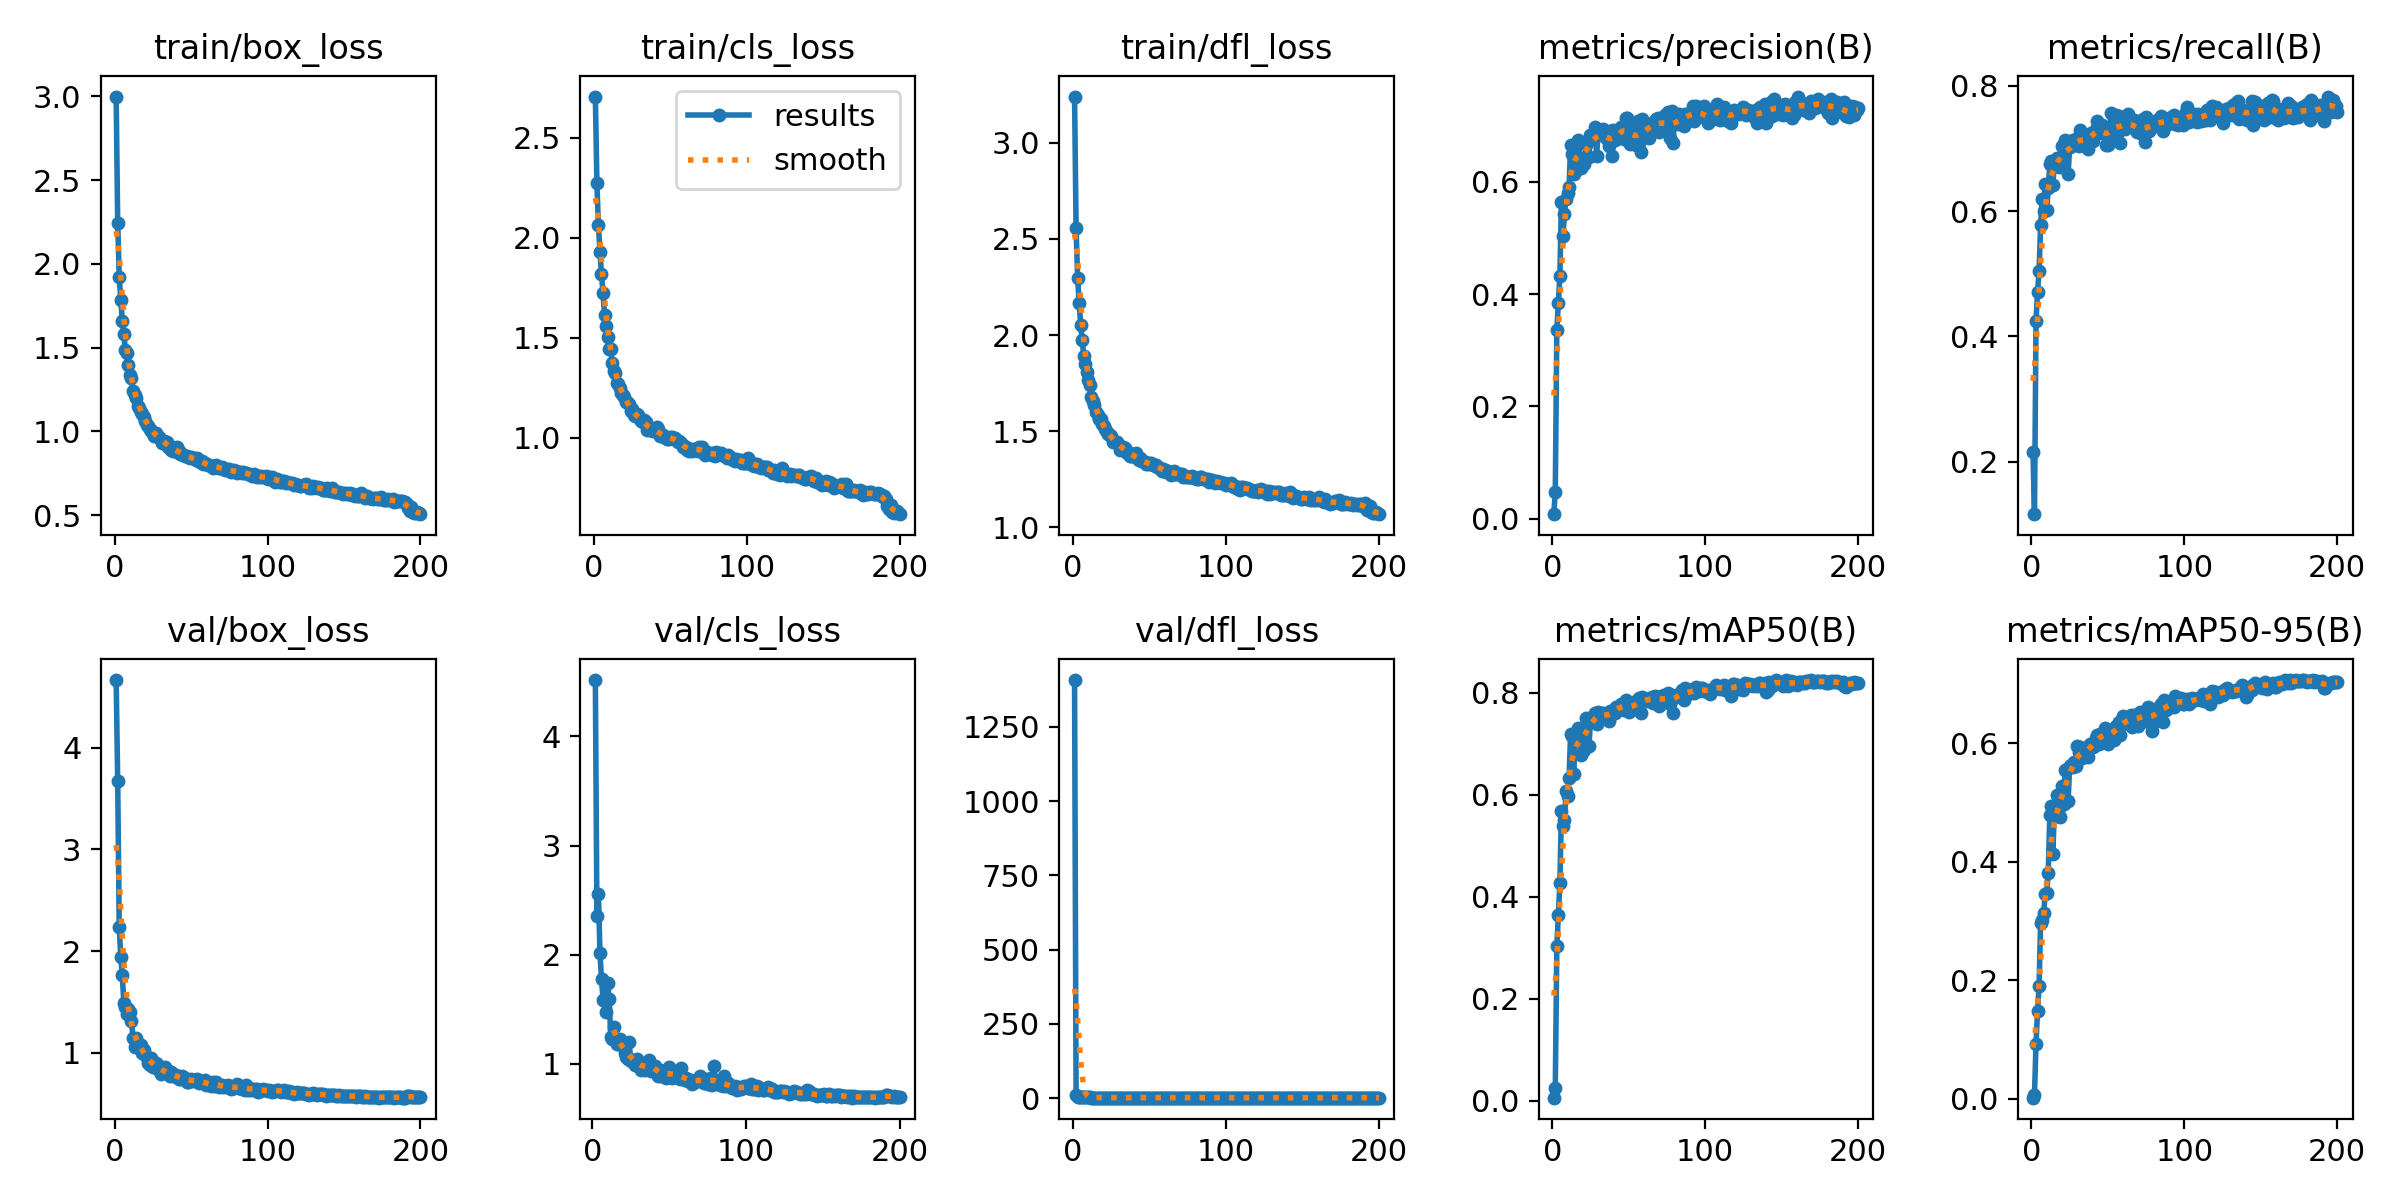 train/box_loss
3.0
2.5
2.0
1.5
1.0
0.5
0 100 200
train/cls_loss
results
smooth
2.5
2.0
1.5
1.0
0 100 200
train/dfl_loss
3.0
2.5
2.0
1.5
1.0
0 100 200
metrics/precision(B)
0.6
0.4
0.2
0.0
0 100 200
metrics/recall(B)
0.8
0.6
0.4
0.2
0 100 200
val/box_loss
4
3
2
1
0 100 200
val/cls_loss
4
3
2
1
0 100 200
val/dfl_loss
1250
1000
750
500
250
0
0 100 200
metrics/mAP50(B)
0.8
0.6
0.4
0.2
0.0
0 100 200
metrics/mAP50-95(B)
0.6
0.4
0.2
0.0
0 100 200